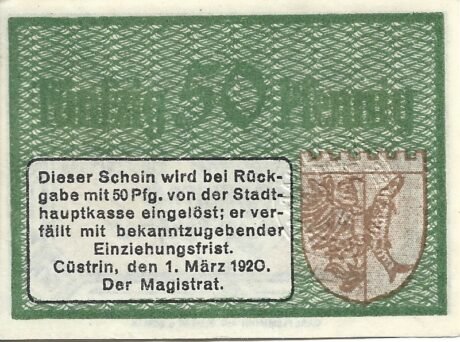 Fünfzig 50 Pfennig
Dieser Schein wird bei Rück-
gabe mit 50 Pfg. von der Stadt-
hauptkasse eingelöst; er ver-
fällt mit bekanntzugebender
Einziehungsfrist.
Cüstrin, den 1. März 1920.
Der Magistrat.